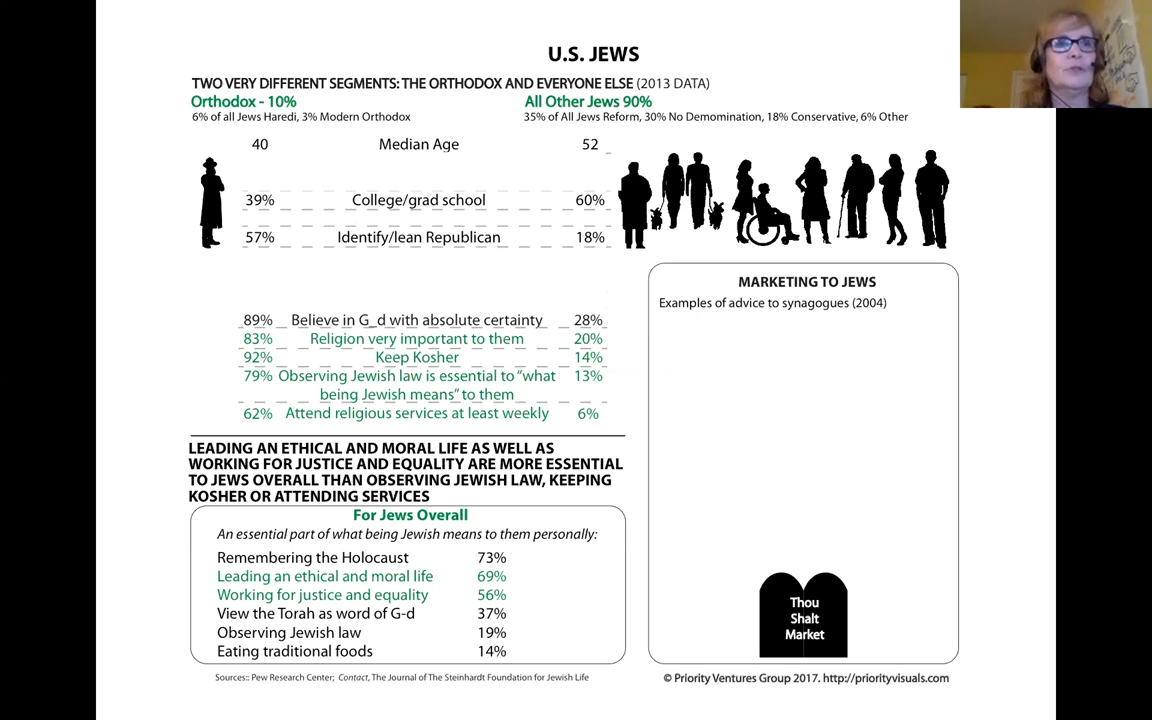 U.S. JEWS
TWO VERY DIFFERENT SEGMENTS: THE ORTHODOX AND EVERYONE ELSE (2013 DATA)
Orthodox - 10%
All Other Jews 90%
6% of all Jews Haredi, 3% Modern Orthodox
35% of All Jews Reform, 30% No Demomination, 18% Conservative, 6% Other
40 Median Age 52
39% College/grad school 60%
57% Identify/lean Republican 18%
89% Believe in G_d with absolute certainty 28%
83% Religion very important to them 20%
92% Keep Kosher 14%
79% Observing Jewish law is essential to "what 13%
being Jewish means" to them
62% Attend religious services at least weekly 6%
LEADING AN ETHICAL AND MORAL LIFE AS WELL AS
WORKING FOR JUSTICE AND EQUALITY ARE MORE ESSENTIAL
TO JEWS OVERALL THAN OBSERVING JEWISH LAW, KEEPING
KOSHER OR ATTENDING SERVICES
For Jews Overall
An essential part of what being Jewish means to them personally:
Remembering the Holocaust 73%
Leading an ethical and moral life 69%
Working for justice and equality 56%
View the Torah as word of G-d 37%
Observing Jewish law 19%
Eating traditional foods 14%
Sources:: Pew Research Center; Contact, The Journal of The Steinhardt Foundation for Jewish Life
MARKETING TO JEWS
Examples of advice to synagogues (2004)
Thou
Shalt
Market
© Priority Ventures Group 2017. http://priorityvisuals.com